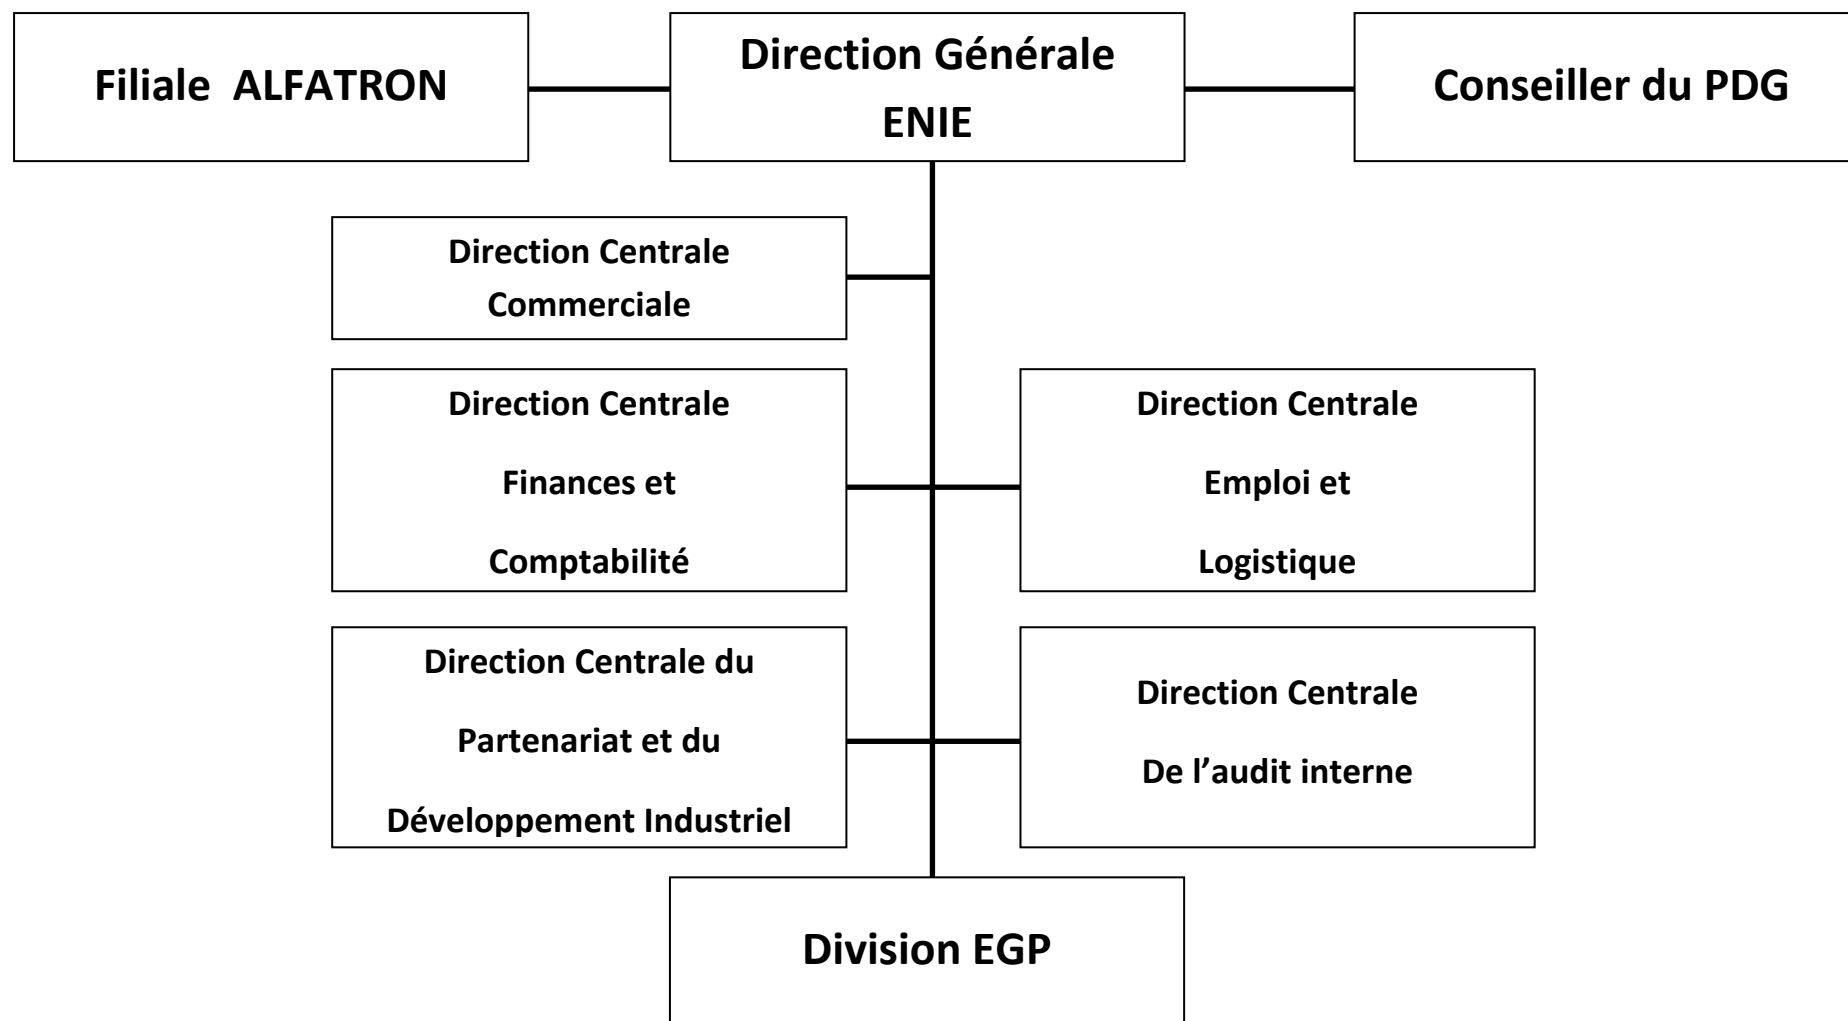 Filiale ALFATRON
Direction Générale
ENIE
Conseiller du PDG
Direction Centrale
Commerciale
Direction Centrale
Finances et
Comptabilité
Direction Centrale
Emploi et
Logistique
Direction Centrale du
Partenariat et du
Développement Industriel
Direction Centrale
De l’audit interne
Division EGP